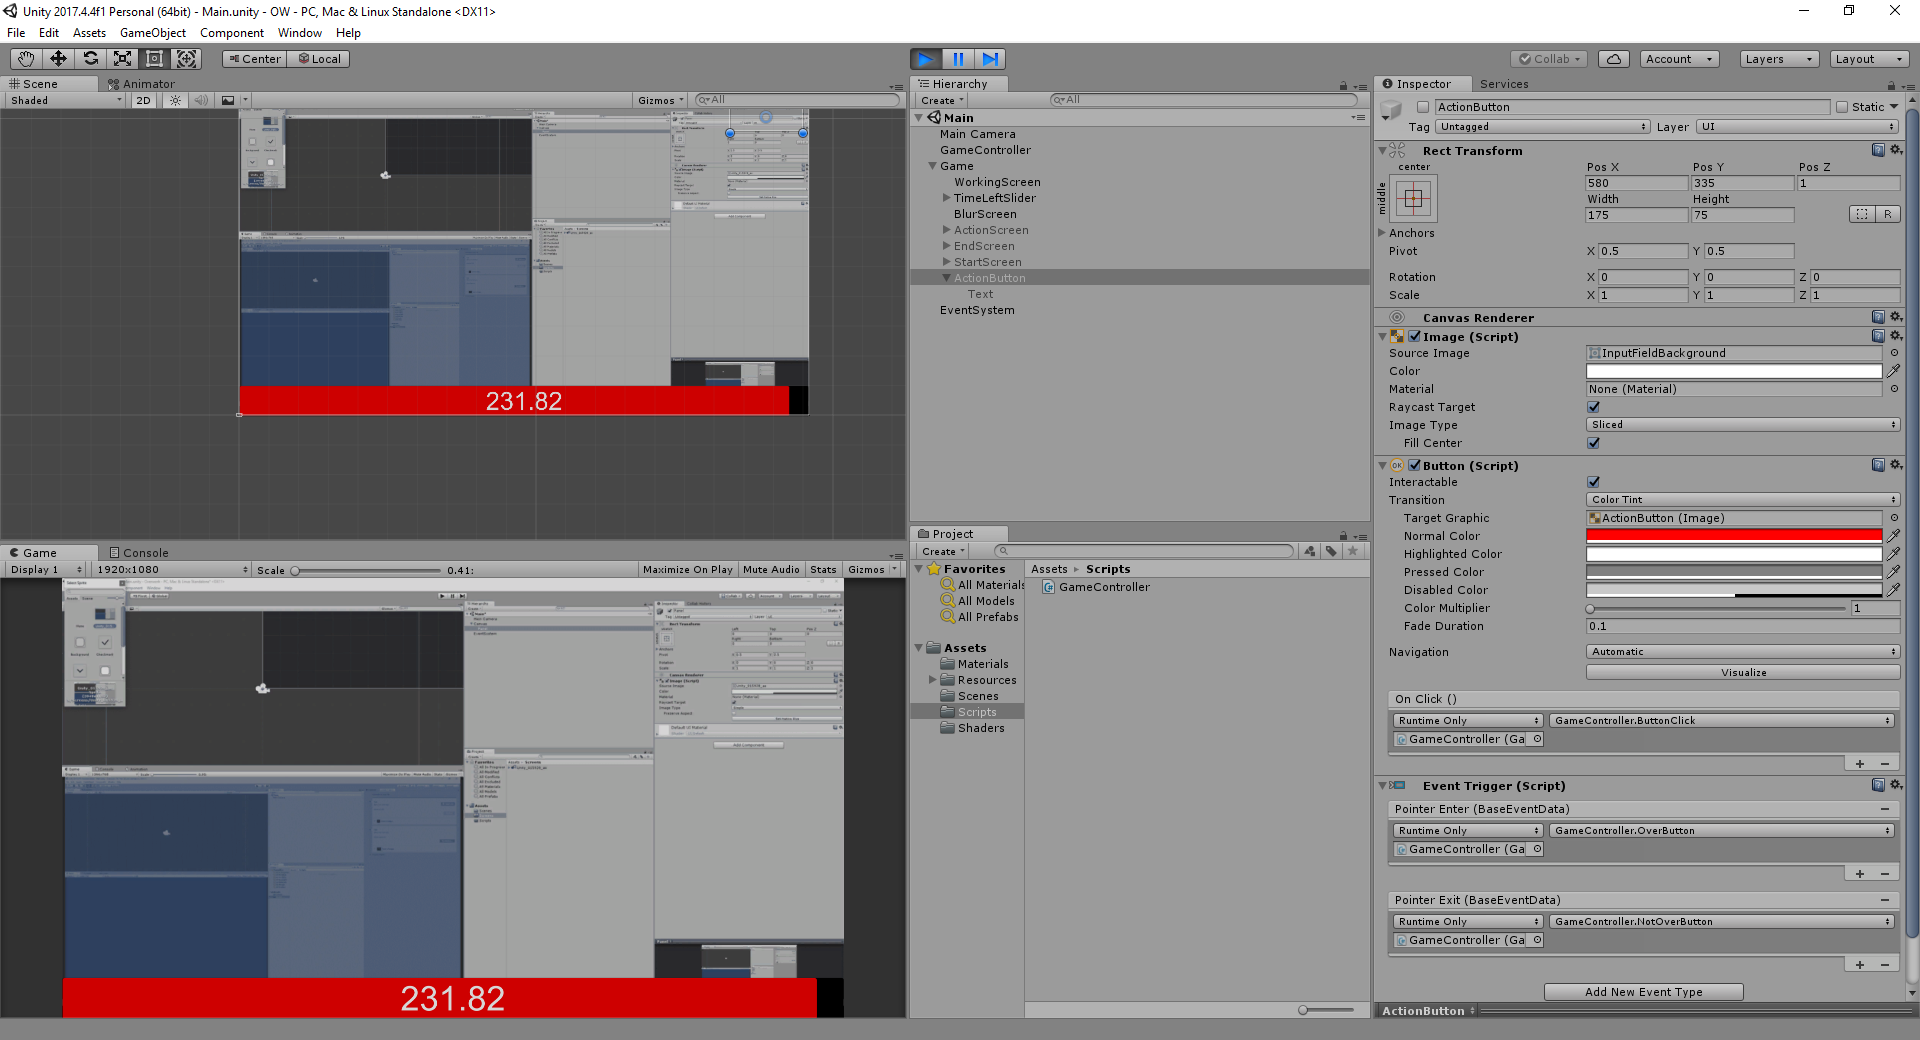 Unity 2017.4.4f1 Personal (64bit) - Main.unity - OW - PC, Mac & Linux Standalone <DX11>
File Edit Assets GameObject Component Window Help
Center Local
Collab Account Layers Layout
Scene Animator
Shaded 2D Gizmos All
231.82
Game Console
Display 1 1920x1080 Scale 0.41: Maximize On Play Mute Audio Stats Gizmos
231.82
Hierarchy
Create All
Main
Main Camera
GameController
Game
WorkingScreen
TimeLeftSlider
BlurScreen
ActionScreen
EndScreen
StartScreen
ActionButton
Text
EventSystem
Project
Create
Favorites
All Materials
All Models
All Prefabs
Assets
Materials
Resources
Scenes
Scripts
Shaders
Assets Scripts
GameController
Inspector Services
ActionButton Static
Tag Untagged Layer UI
Rect Transform
center
middle
Pos X Pos Y Pos Z
580 335 1
Width Height
175 75 R
Anchors
Pivot X 0.5 Y 0.5
Rotation X 0 Y 0 Z 0
Scale X 1 Y 1 Z 1
Canvas Renderer
Image (Script)
Source Image InputFieldBackground
Color
Material None (Material)
Raycast Target
Image Type Sliced
Fill Center
OK Button (Script)
Interactable
Transition Color Tint
Target Graphic ActionButton (Image)
Normal Color
Highlighted Color
Pressed Color
Disabled Color
Color Multiplier 1
Fade Duration 0.1
Navigation Automatic
Visualize
On Click ()
Runtime Only GameController.ButtonClick
GameController (Ga
+ −
Event Trigger (Script)
Pointer Enter (BaseEventData) −
Runtime Only GameController.OverButton
GameController (Ga
+ −
Pointer Exit (BaseEventData) −
Runtime Only GameController.NotOverButton
GameController (Ga
+ −
Add New Event Type
ActionButton